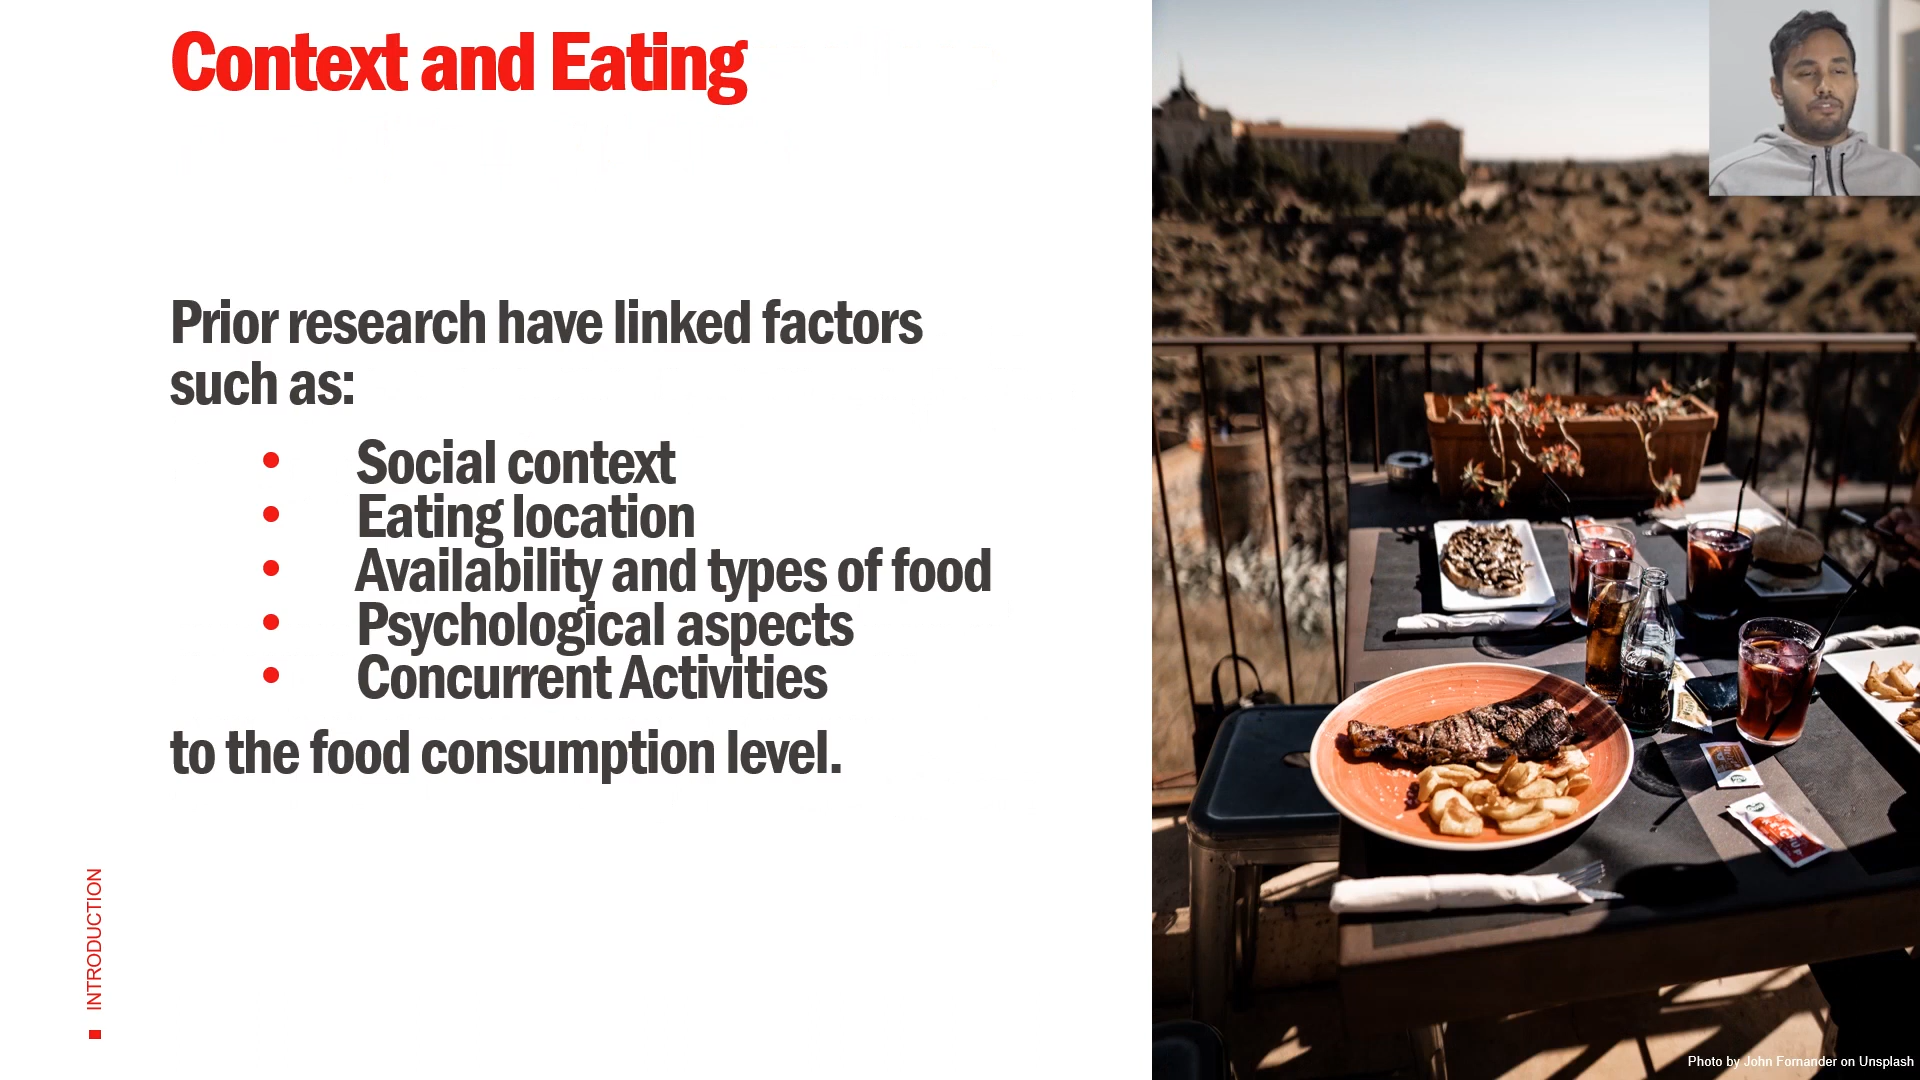 Context and Eating
Prior research have linked factors
such as:
• Social context
• Eating location
• Availability and types of food
• Psychological aspects
• Concurrent Activities
to the food consumption level.
INTRODUCTION
Photo by John Fornander on Unsplash